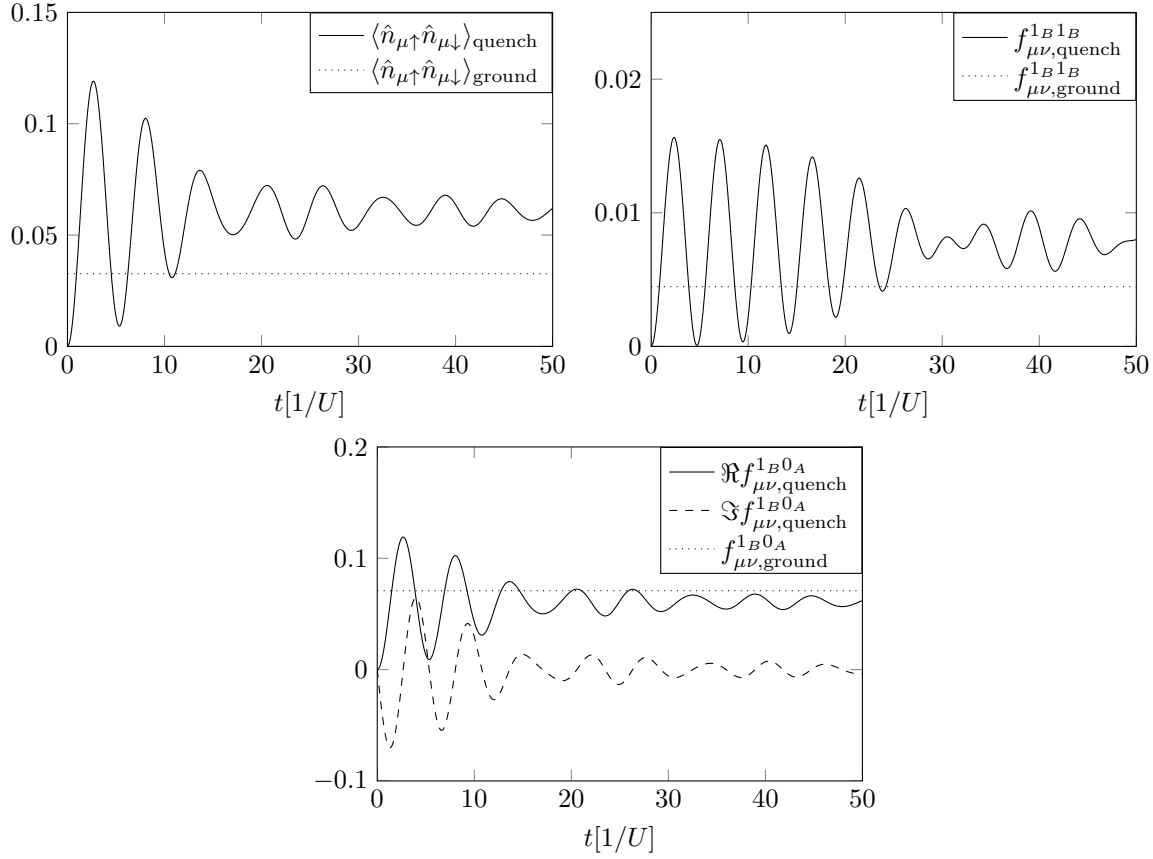 0.15
0.1
0.05
0
0 10 20 30 40 50
t[1/U]
⟨n̂_{μ↑}n̂_{μ↓}⟩_{quench}
⟨n̂_{μ↑}n̂_{μ↓}⟩_{ground}
0.02
0.01
0
0 10 20 30 40 50
t[1/U]
f^{1_B 1_B}_{μν,quench}
f^{1_B 1_B}_{μν,ground}
0.2
0.1
0
−0.1
0 10 20 30 40 50
t[1/U]
ℜf^{1_B 0_A}_{μν,quench}
ℑf^{1_B 0_A}_{μν,quench}
f^{1_B 0_A}_{μν,ground}